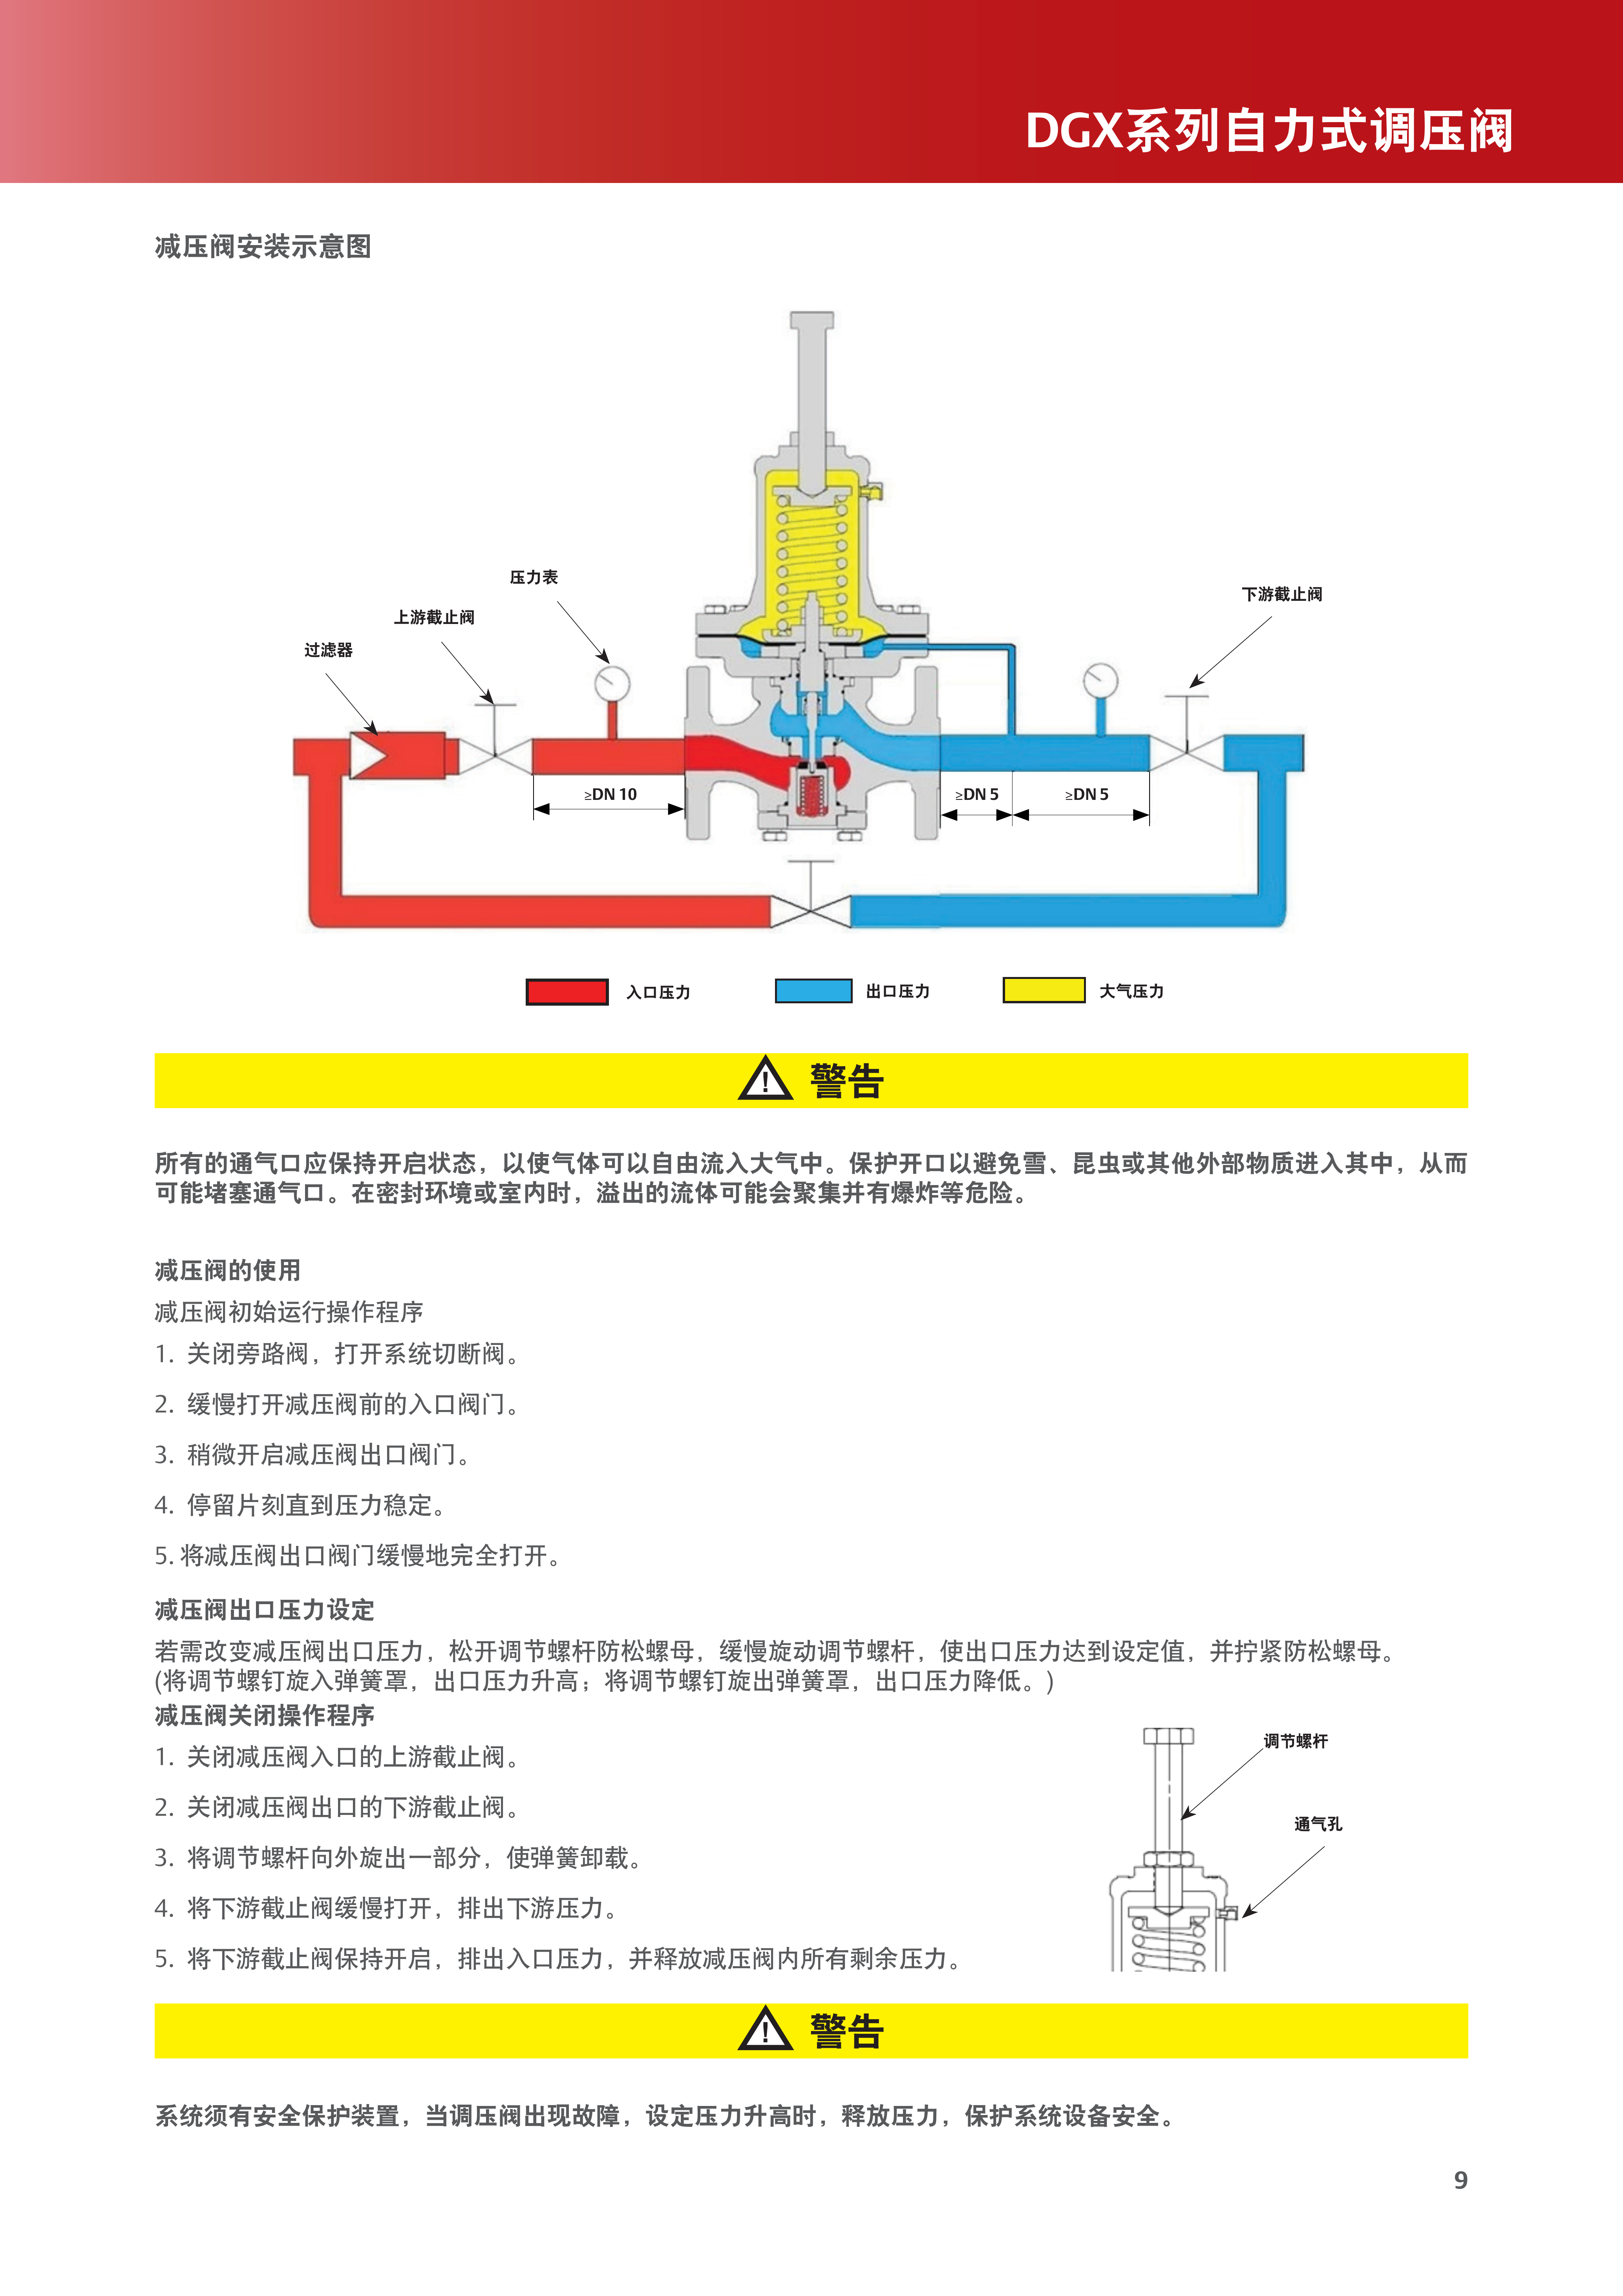 DGX系列自力式调压阀
减压阀安装示意图
压力表
下游截止阀
上游截止阀
过滤器
≥DN 10
≥DN 5
≥DN 5
入口压力
出口压力
大气压力
警告
所有的通气口应保持开启状态，以使气体可以自由流入大气中。保护开口以避免雪、昆虫或其他外部物质进入其中，从而
可能堵塞通气口。在密封环境或室内时，溢出的流体可能会聚集并有爆炸等危险。
减压阀的使用
减压阀初始运行操作程序
1. 关闭旁路阀，打开系统切断阀。
2. 缓慢打开减压阀前的入口阀门。
3. 稍微开启减压阀出口阀门。
4. 停留片刻直到压力稳定。
5. 将减压阀出口阀门缓慢地完全打开。
减压阀出口压力设定
若需改变减压阀出口压力，松开调节螺杆防松螺母，缓慢旋动调节螺杆，使出口压力达到设定值，并拧紧防松螺母。
(将调节螺钉旋入弹簧罩，出口压力升高；将调节螺钉旋出弹簧罩，出口压力降低。)
减压阀关闭操作程序
1. 关闭减压阀入口的上游截止阀。
2. 关闭减压阀出口的下游截止阀。
3. 将调节螺杆向外旋出一部分，使弹簧卸载。
4. 将下游截止阀缓慢打开，排出下游压力。
5. 将下游截止阀保持开启，排出入口压力，并释放减压阀内所有剩余压力。
调节螺杆
通气孔
警告
系统须有安全保护装置，当调压阀出现故障，设定压力升高时，释放压力，保护系统设备安全。
9